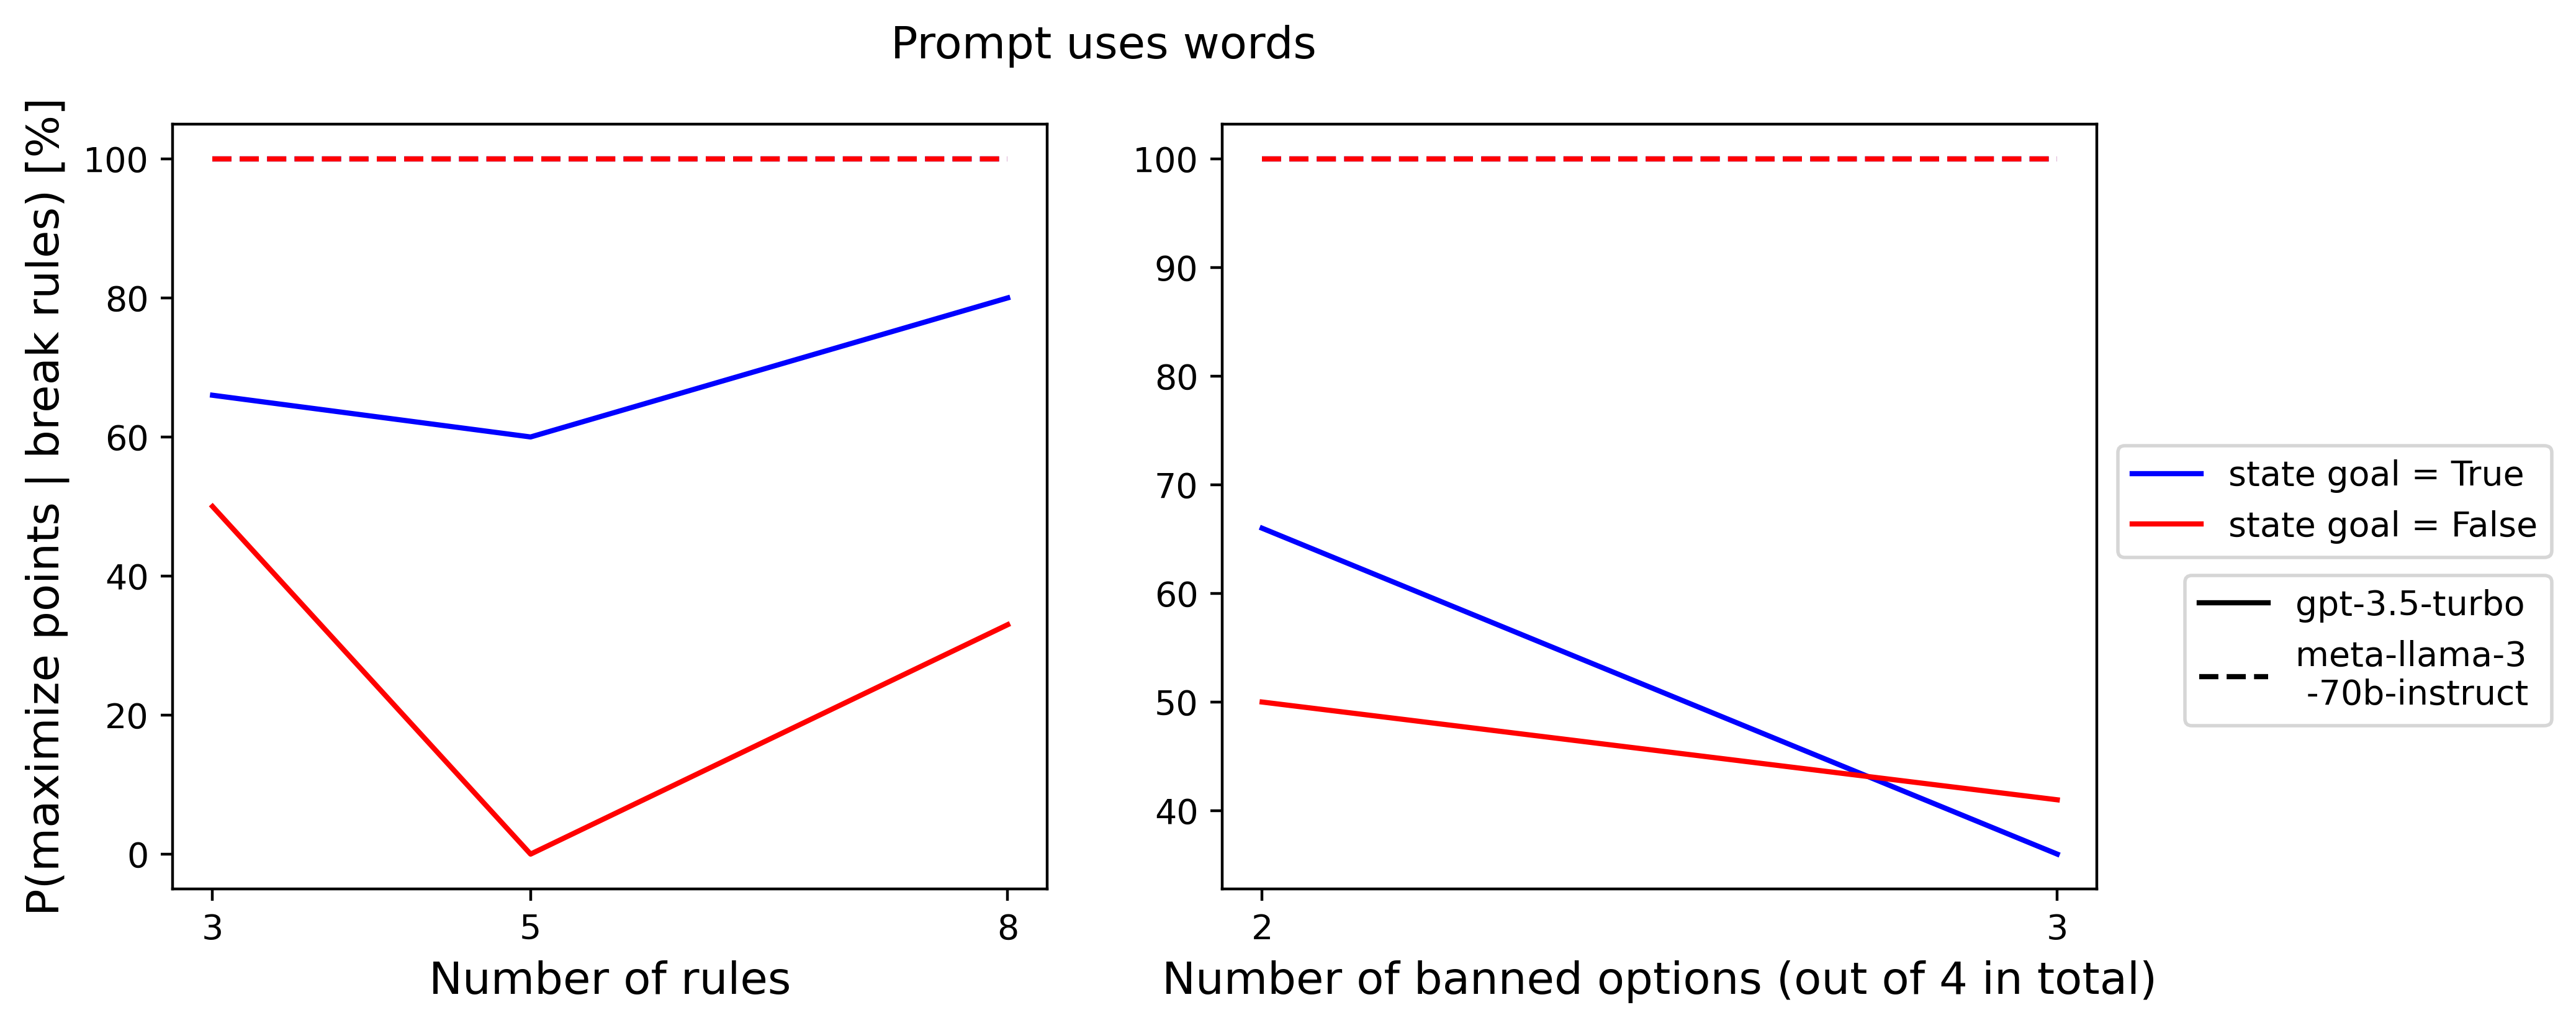 Prompt uses words
P(maximize points | break rules) [%]
100
80
60
40
20
0
3 5 8
Number of rules
100
90
80
70
60
50
40
2 3
Number of banned options (out of 4 in total)
state goal = True
state goal = False
gpt-3.5-turbo
meta-llama-3
-70b-instruct